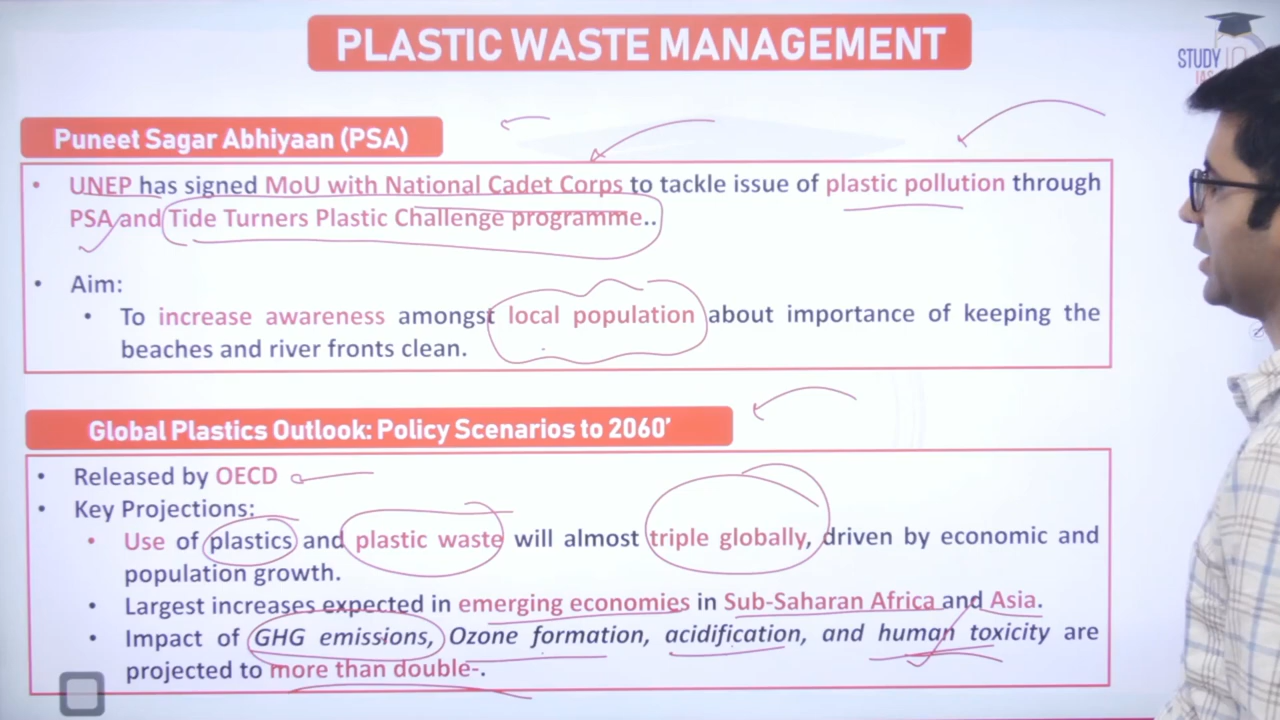 PLASTIC WASTE MANAGEMENT
STUDY IQ
IAS
Puneet Sagar Abhiyaan (PSA)
• UNEP has signed MoU with National Cadet Corps to tackle issue of plastic pollution through
PSA and Tide Turners Plastic Challenge programme..
• Aim:
• To increase awareness amongst local population about importance of keeping the
beaches and river fronts clean.
Global Plastics Outlook: Policy Scenarios to 2060’
• Released by OECD
• Key Projections:
• Use of plastics and plastic waste will almost triple globally, driven by economic and
population growth.
• Largest increases expected in emerging economies in Sub-Saharan Africa and Asia.
• Impact of GHG emissions, Ozone formation, acidification, and human toxicity are
projected to more than double-.